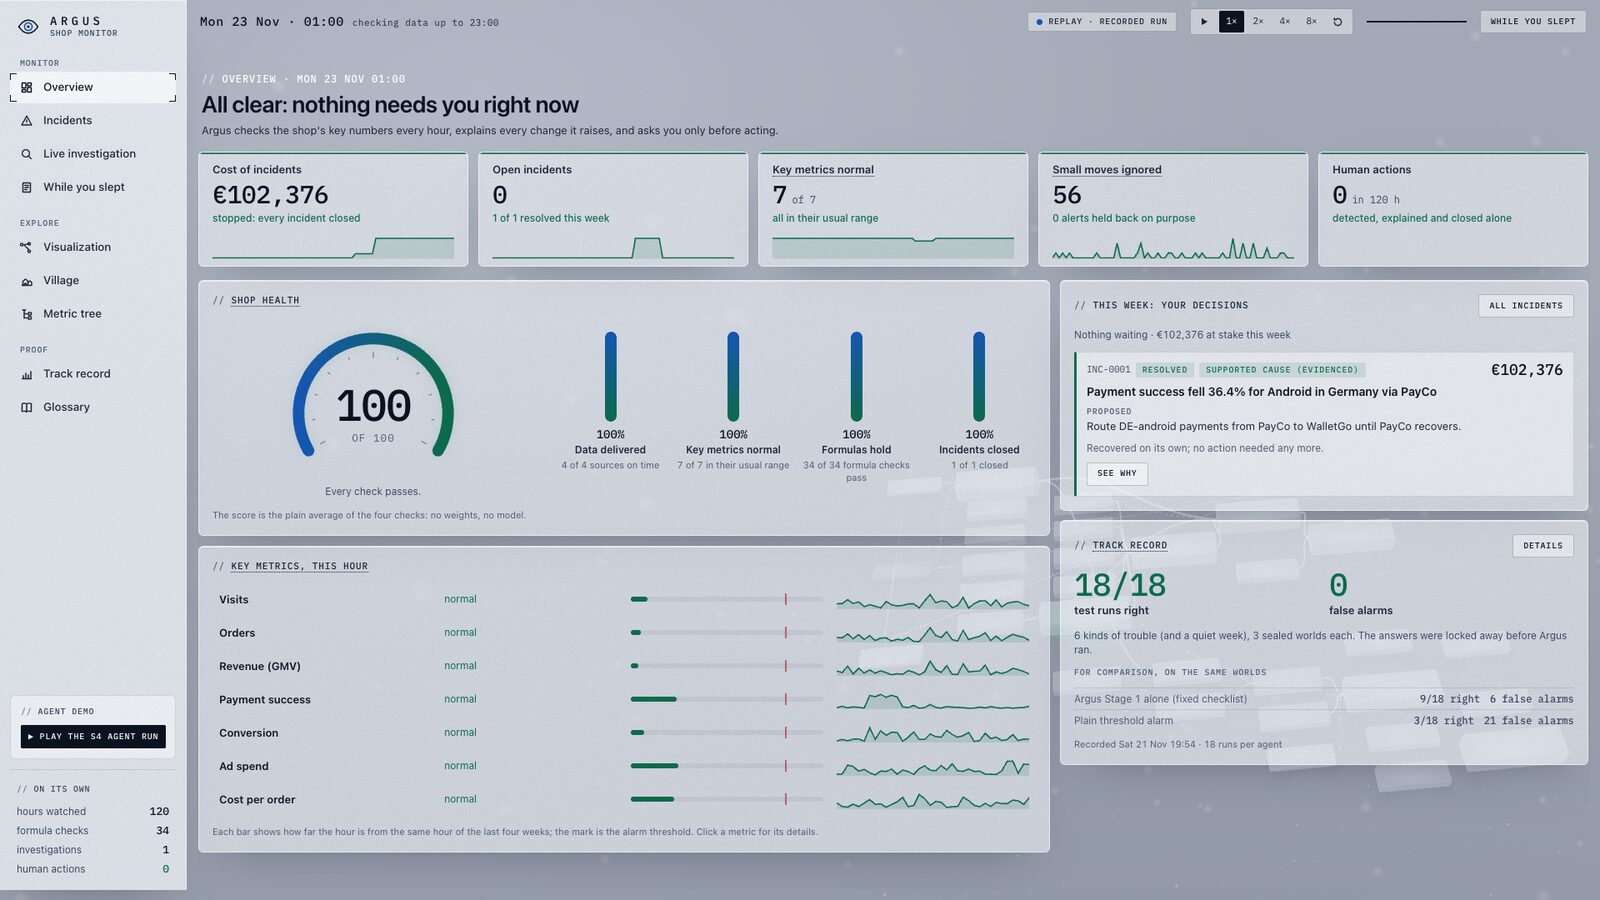 ARGUS
SHOP MONITOR
MONITOR
Overview
Incidents
Live investigation
While you slept
EXPLORE
Visualization
Village
Metric tree
PROOF
Track record
Glossary
// AGENT DEMO
▶ PLAY THE S4 AGENT RUN
// ON ITS OWN
hours watched 120
formula checks 34
investigations 1
human actions 0
Mon 23 Nov · 01:00 checking data up to 23:00
REPLAY · RECORDED RUN
▶ 1× 2× 4× 8×
WHILE YOU SLEPT
// OVERVIEW · MON 23 NOV 01:00
All clear: nothing needs you right now
Argus checks the shop's key numbers every hour, explains every change it raises, and asks you only before acting.
Cost of incidents
€102,376
stopped: every incident closed
Open incidents
0
1 of 1 resolved this week
Key metrics normal
7 of 7
all in their usual range
Small moves ignored
56
0 alerts held back on purpose
Human actions
0 in 120 h
detected, explained and closed alone
// SHOP HEALTH
100
OF 100
Every check passes.
100%
Data delivered
4 of 4 sources on time
100%
Key metrics normal
7 of 7 in their usual range
100%
Formulas hold
34 of 34 formula checks
pass
100%
Incidents closed
1 of 1 closed
The score is the plain average of the four checks: no weights, no model.
// KEY METRICS, THIS HOUR
Visits normal
Orders normal
Revenue (GMV) normal
Payment success normal
Conversion normal
Ad spend normal
Cost per order normal
Each bar shows how far the hour is from the same hour of the last four weeks; the mark is the alarm threshold. Click a metric for its details.
// THIS WEEK: YOUR DECISIONS
ALL INCIDENTS
Nothing waiting · €102,376 at stake this week
INC-0001 RESOLVED SUPPORTED CAUSE (EVIDENCED) €102,376
Payment success fell 36.4% for Android in Germany via PayCo
PROPOSED
Route DE-android payments from PayCo to WalletGo until PayCo recovers.
Recovered on its own; no action needed any more.
SEE WHY
// TRACK RECORD
DETAILS
18/18
test runs right
0
false alarms
6 kinds of trouble (and a quiet week), 3 sealed worlds each. The answers were locked away before Argus
ran.
FOR COMPARISON, ON THE SAME WORLDS
Argus Stage 1 alone (fixed checklist) 9/18 right 6 false alarms
Plain threshold alarm 3/18 right 21 false alarms
Recorded Sat 21 Nov 19:54 · 18 runs per agent